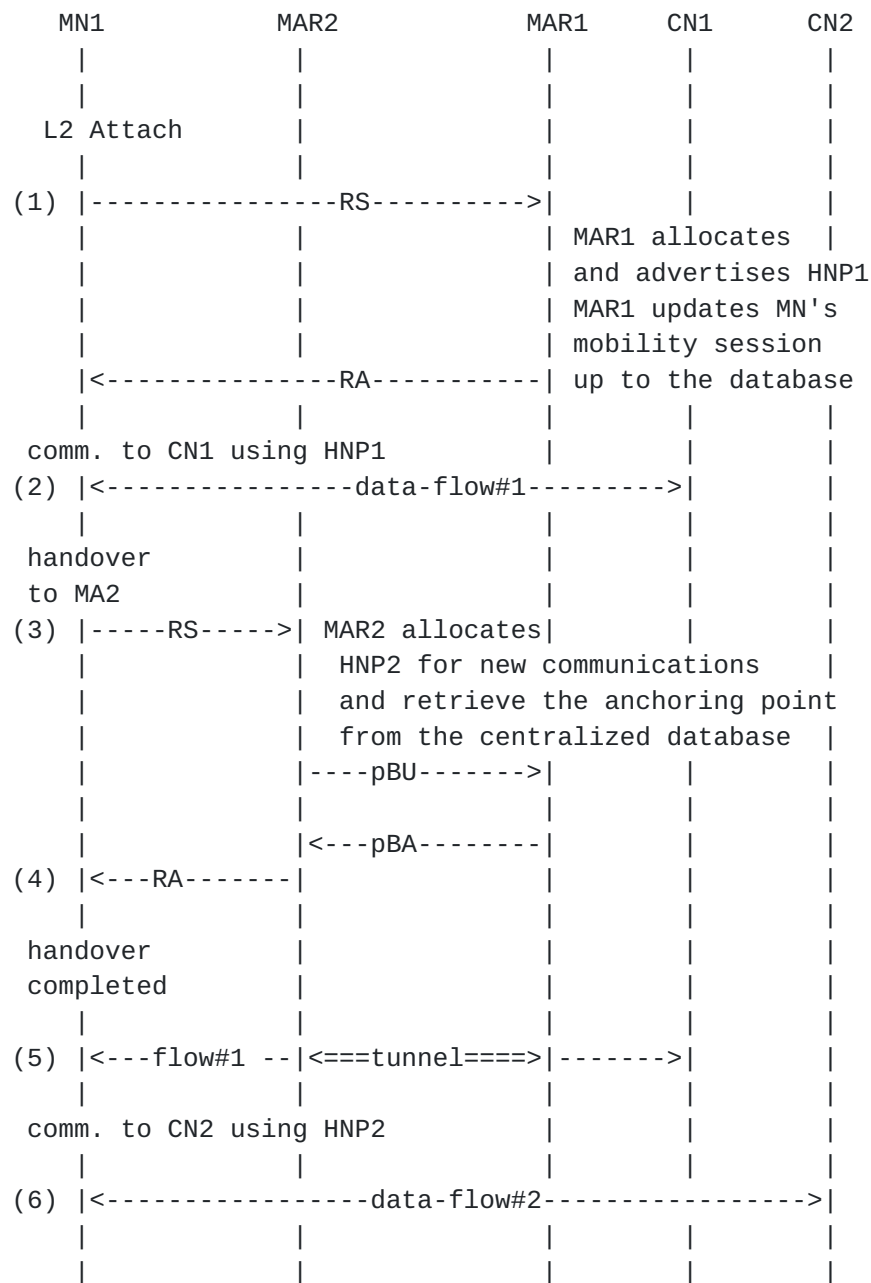 MN1 MAR2 MAR1 CN1 CN2
L2 Attach
(1) |----------------RS---------->|
MAR1 allocates
and advertises HNP1
MAR1 updates MN's
mobility session
|<---------------RA-----------| up to the database
comm. to CN1 using HNP1
(2) |<----------------data-flow#1--------->|
handover
to MA2
(3) |-----RS----->| MAR2 allocates|
HNP2 for new communications
and retrieve the anchoring point
from the centralized database
|----pBU------->|
|<---pBA--------|
(4) |<---RA-------|
handover
completed
(5) |<---flow#1 --|<===tunnel====>|------->|
comm. to CN2 using HNP2
(6) |<-----------------data-flow#2---------------->|